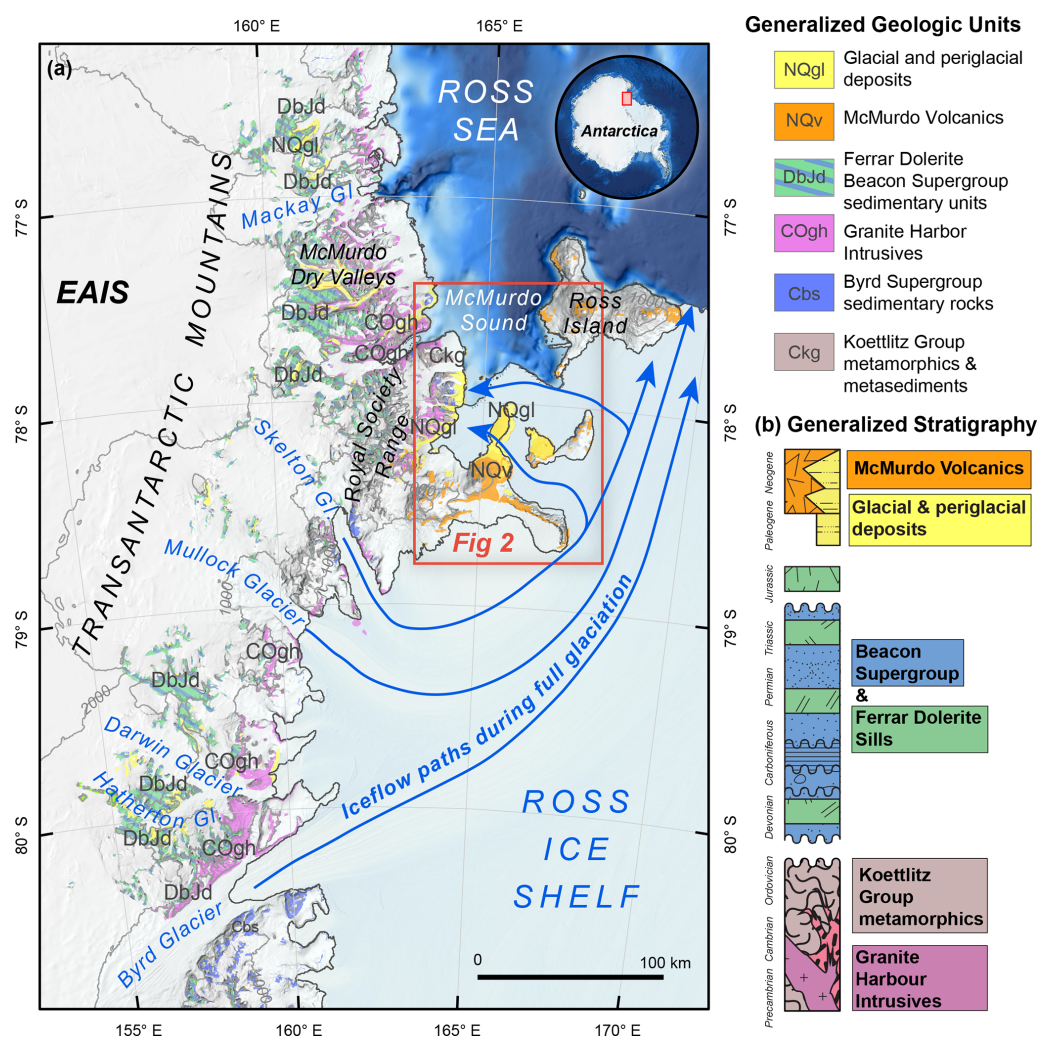 160° E
165° E
(a)
ROSS
SEA
Antarctica
DbJd
NQgl
DbJd
Mackay Gl
77° S
77° S
TRANSARCTIC MOUNTAINS
EAIS
McMurdo
Dry Valleys
DbJd
COgh
COgh
DbJd
McMurdo
Sound
Ross
Island
1000
Ckg
NQgl
NQgl
NQv
Royal Society
Range
1000
78° S
78° S
Skelton Gl
Fig 2
Mullock Glacier
1000
1000
79° S
79° S
COgh
DbJd
2000
Darwin Glacier
COgh
DbJd
Hatherton Gl
DbJd
COgh
DbJd
80° S
80° S
Iceflow paths during full glaciation
ROSS
ICE
SHELF
Byrd Glacier
Cbs
0
100 km
155° E
160° E
165° E
170° E
Generalized Geologic Units
NQgl
Glacial and periglacial
deposits
NQv
McMurdo Volcanics
DbJd
Ferrar Dolerite
Beacon Supergroup
sedimentary units
COgh
Granite Harbor
Intrusives
Cbs
Byrd Supergroup
sedimentary rocks
Ckg
Koettlitz Group
metamorphics &
metasediments
(b) Generalized Stratigraphy
Neogene
McMurdo Volcanics
Paleogene
Glacial & periglacial
deposits
Jurassic
Triassic
Permian
Beacon
Supergroup
&
Ferrar Dolerite
Sills
Carboniferous
Devonian
Ordovician
Koettlitz
Group
metamorphics
Cambrian
Granite
Harbour
Intrusives
Precambrian